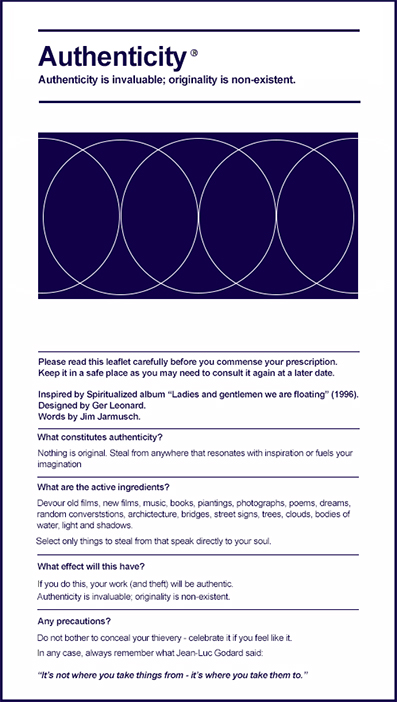 Authenticity ®
Authenticity is invaluable; originality is non-existent.
Please read this leaflet carefully before you commense your prescription.
Keep it in a safe place as you may need to consult it again at a later date.
Inspired by Spiritualized album “Ladies and gentlemen we are floating” (1996).
Designed by Ger Leonard.
Words by Jim Jarmusch.
What constitutes authenticity?
Nothing is original. Steal from anywhere that resonates with inspiration or fuels your
imagination
What are the active ingredients?
Devour old films, new films, music, books, piantings, photographs, poems, dreams,
random converststions, archictecture, bridges, street signs, trees, clouds, bodies of
water, light and shadows.
Select only things to steal from that speak directly to your soul.
What effect will this have?
If you do this, your work (and theft) will be authentic.
Authenticity is invaluable; originality is non-existent.
Any precautions?
Do not bother to conceal your thievery - celebrate it if you feel like it.
In any case, always remember what Jean-Luc Godard said:
“It's not where you take things from - it's where you take them to.”